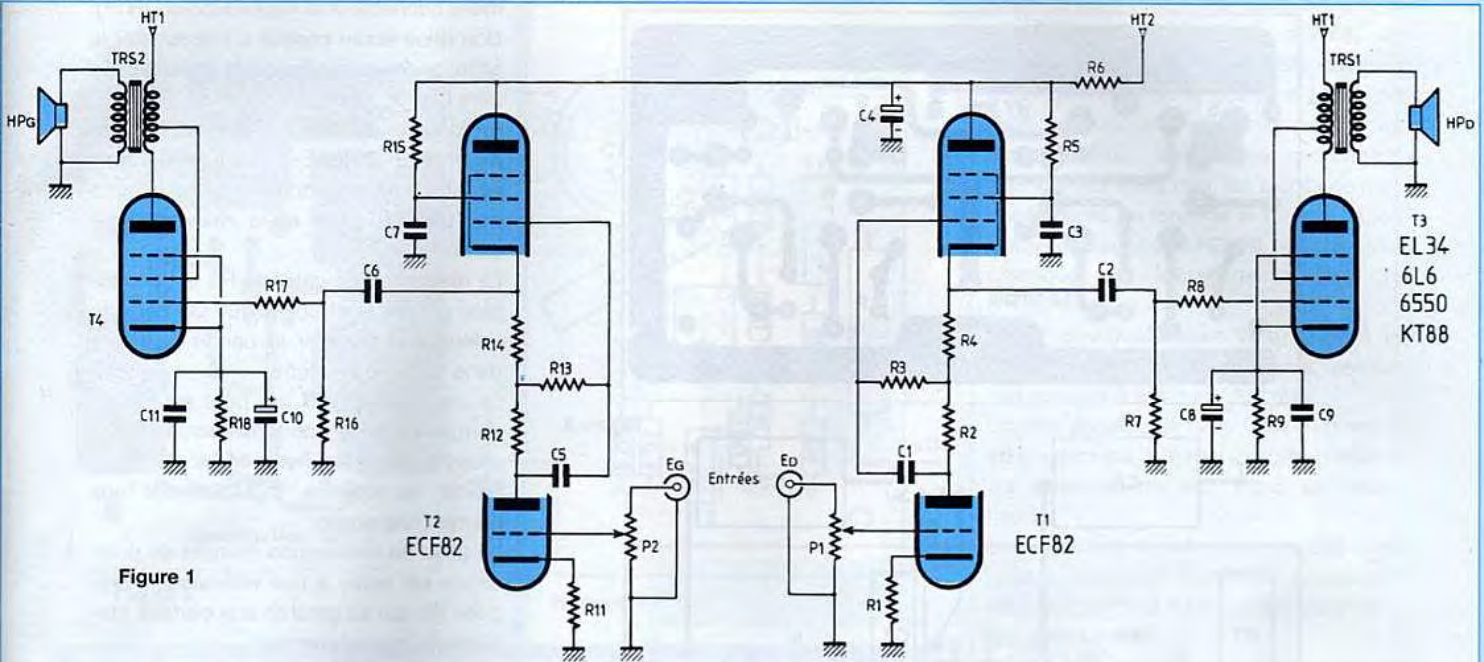 HT1
TRS2
HPG
T4
R17
C6
C11
R18
C10
R16
R15
C7
R14
R13
R12
C5
T2
ECF82
R11
P2
EG
Entrées
ED
P1
HT2
R6
C4
R5
C3
R4
R3
R2
C1
T1
ECF82
R1
C2
R8
R7
C8
R9
C9
HT1
TRS1
HPD
T3
EL34
6L6
6550
KT88
Figure 1